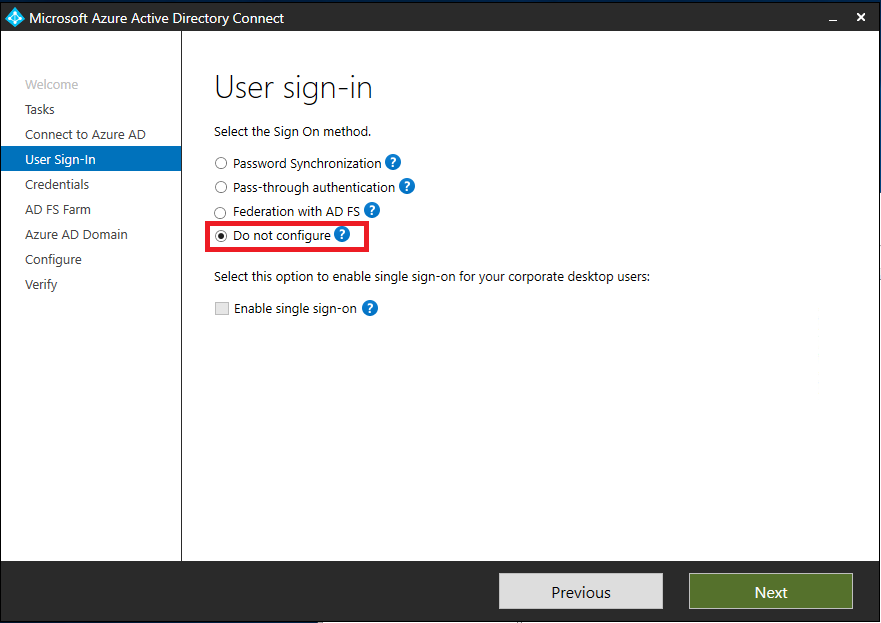 Microsoft Azure Active Directory Connect
Welcome
Tasks
Connect to Azure AD
User Sign-In
Credentials
AD FS Farm
Azure AD Domain
Configure
Verify
User sign-in
Select the Sign On method.
Password Synchronization ?
Pass-through authentication ?
Federation with AD FS ?
Do not configure ?
Select this option to enable single sign-on for your corporate desktop users:
Enable single sign-on ?
Previous
Next